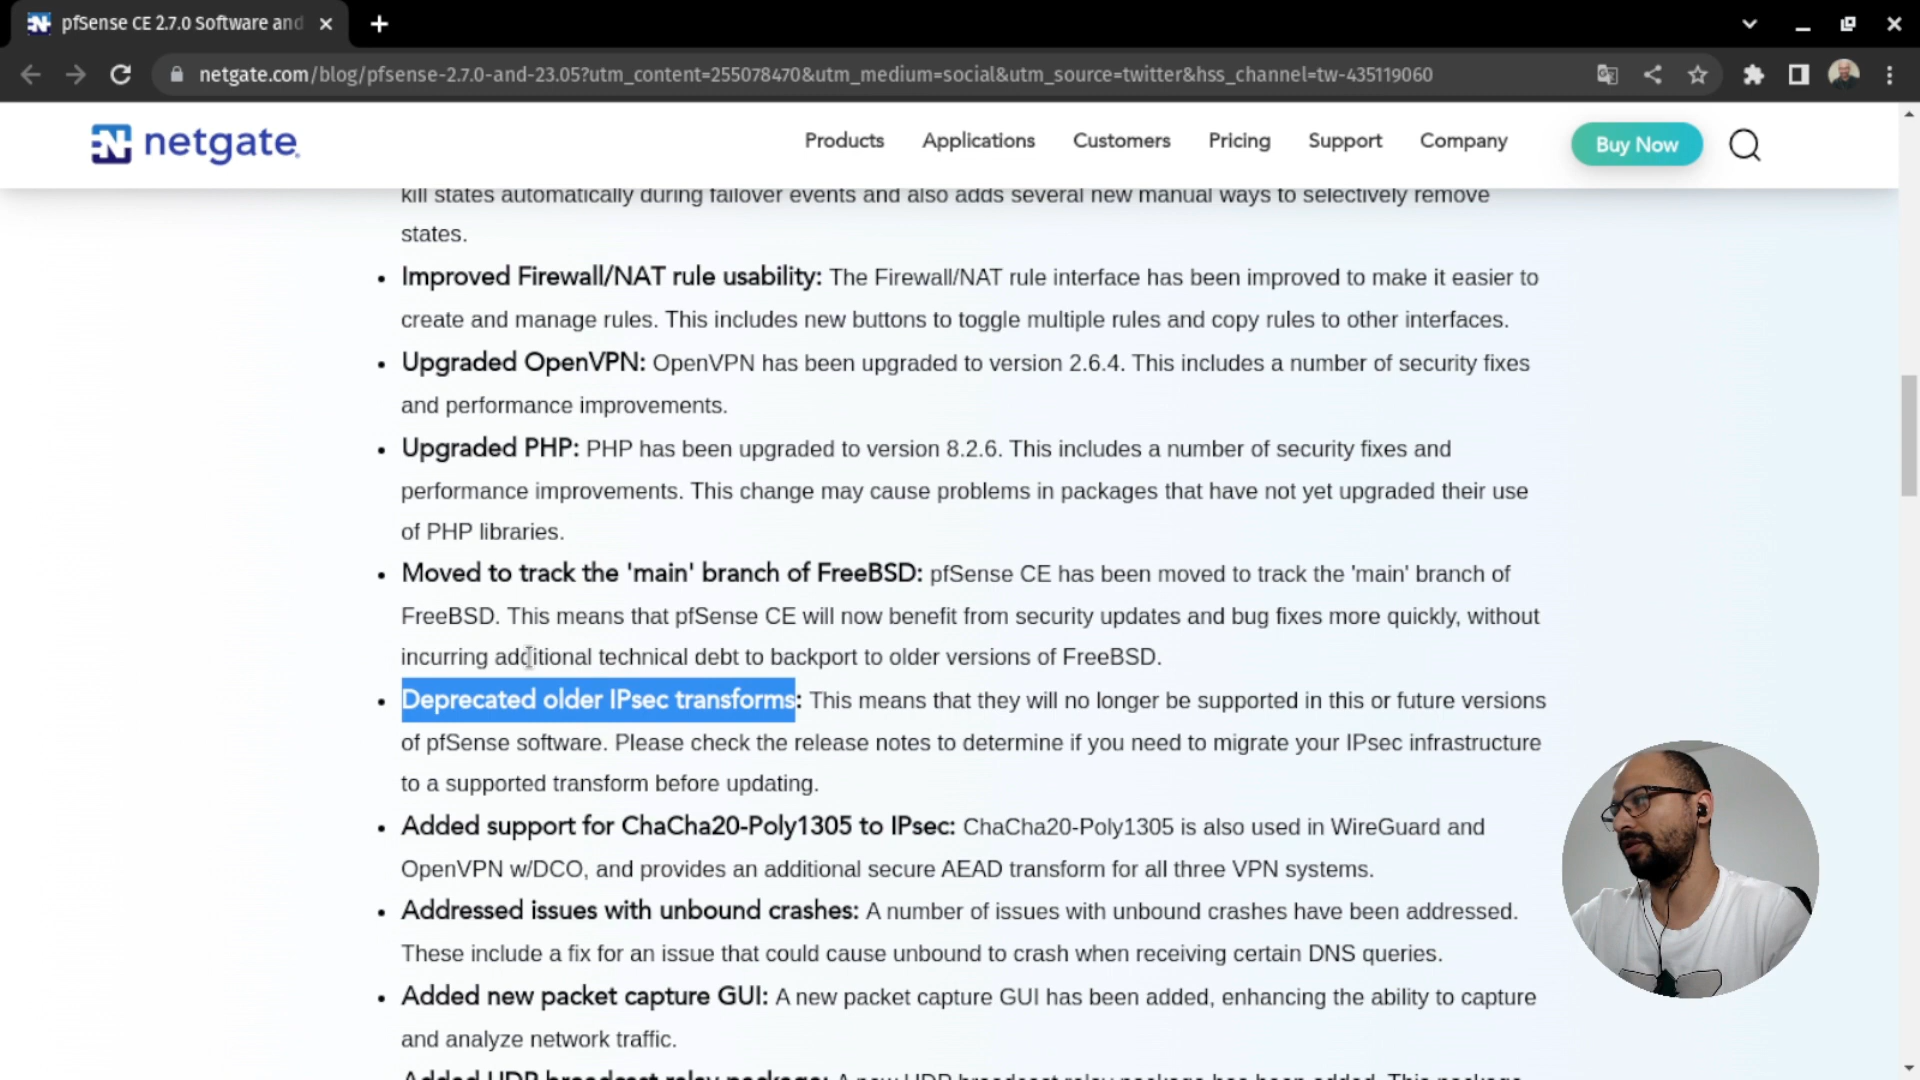 pfSense CE 2.7.0 Software and
netgate.com/blog/pfsense-2.7.0-and-23.05?utm_content=255078470&utm_medium=social&utm_source=twitter&hss_channel=tw-435119060
netgate
Products Applications Customers Pricing Support Company Buy Now
kill states automatically during failover events and also adds several new manual ways to selectively remove
states.
• Improved Firewall/NAT rule usability: The Firewall/NAT rule interface has been improved to make it easier to
create and manage rules. This includes new buttons to toggle multiple rules and copy rules to other interfaces.
• Upgraded OpenVPN: OpenVPN has been upgraded to version 2.6.4. This includes a number of security fixes
and performance improvements.
• Upgraded PHP: PHP has been upgraded to version 8.2.6. This includes a number of security fixes and
performance improvements. This change may cause problems in packages that have not yet upgraded their use
of PHP libraries.
• Moved to track the 'main' branch of FreeBSD: pfSense CE has been moved to track the 'main' branch of
FreeBSD. This means that pfSense CE will now benefit from security updates and bug fixes more quickly, without
incurring additional technical debt to backport to older versions of FreeBSD.
• Deprecated older IPsec transforms: This means that they will no longer be supported in this or future versions
of pfSense software. Please check the release notes to determine if you need to migrate your IPsec infrastructure
to a supported transform before updating.
• Added support for ChaCha20-Poly1305 to IPsec: ChaCha20-Poly1305 is also used in WireGuard and
OpenVPN w/DCO, and provides an additional secure AEAD transform for all three VPN systems.
• Addressed issues with unbound crashes: A number of issues with unbound crashes have been addressed.
These include a fix for an issue that could cause unbound to crash when receiving certain DNS queries.
• Added new packet capture GUI: A new packet capture GUI has been added, enhancing the ability to capture
and analyze network traffic.
Added UDP broadcast relay package: A new UDP broadcast relay package has been added. This package